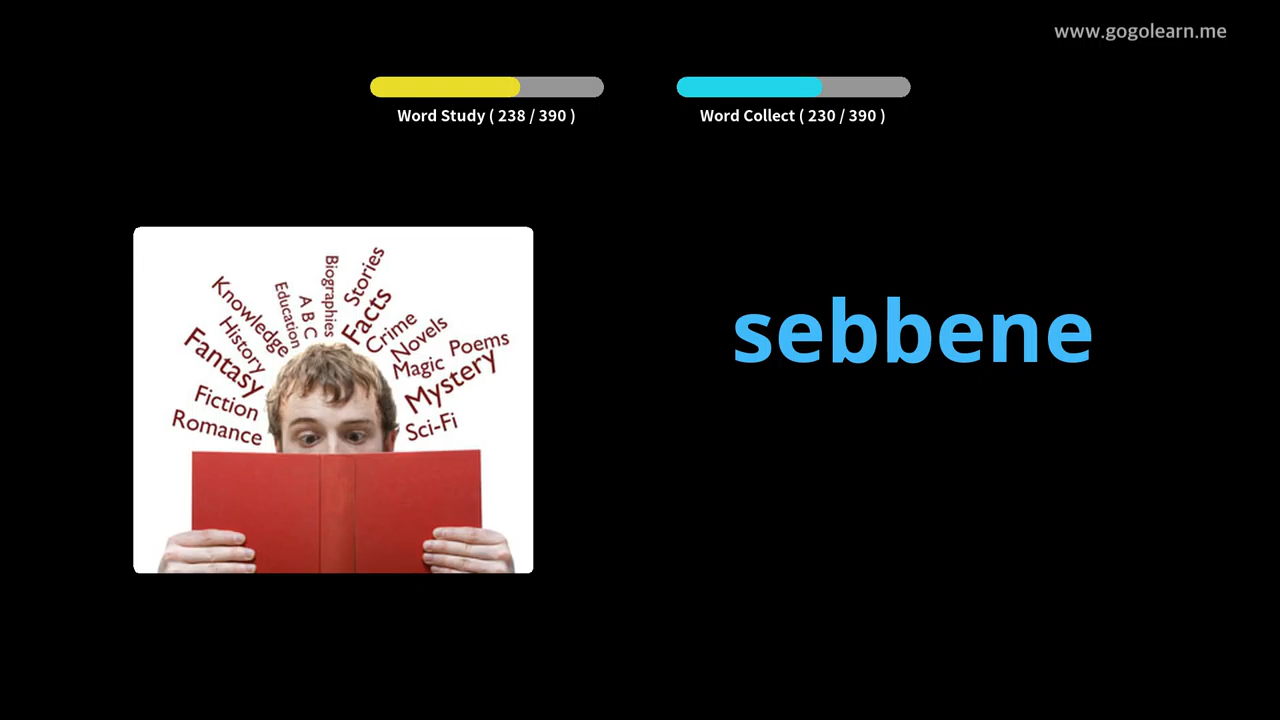 www.gogolearn.me
Word Study ( 238 / 390 )
Word Collect ( 230 / 390 )
Biographies
Stories
Education
A B C
Facts
Knowledge
Crime
History
Novels
Fantasy
Magic
Poems
Mystery
Fiction
Romance
Sci-Fi
sebbene